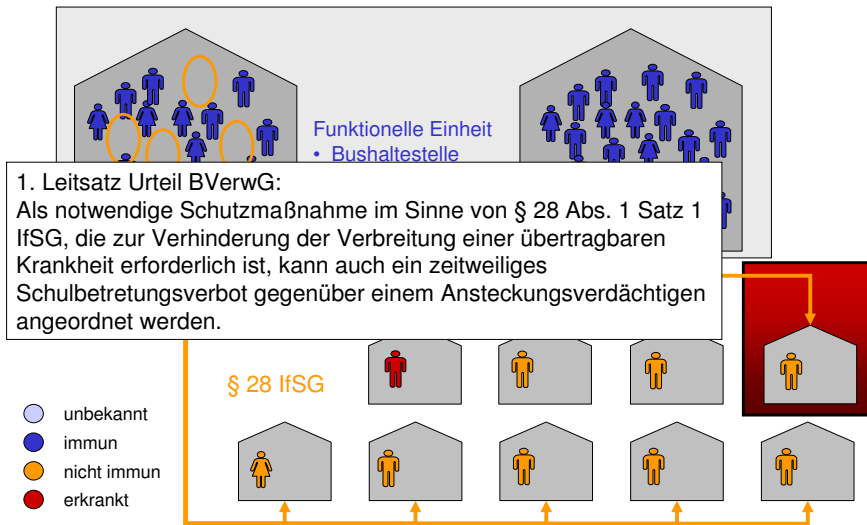 Funktionelle Einheit
• Bushaltestelle
1. Leitsatz Urteil BVerwG:
Als notwendige Schutzmaßnahme im Sinne von § 28 Abs. 1 Satz 1
IfSG, die zur Verhinderung der Verbreitung einer übertragbaren
Krankheit erforderlich ist, kann auch ein zeitweiliges
Schulbetretungsverbot gegenüber einem Ansteckungsverdächtigen
angeordnet werden.
§ 28 IfSG
unbekannt
immun
nicht immun
erkrankt